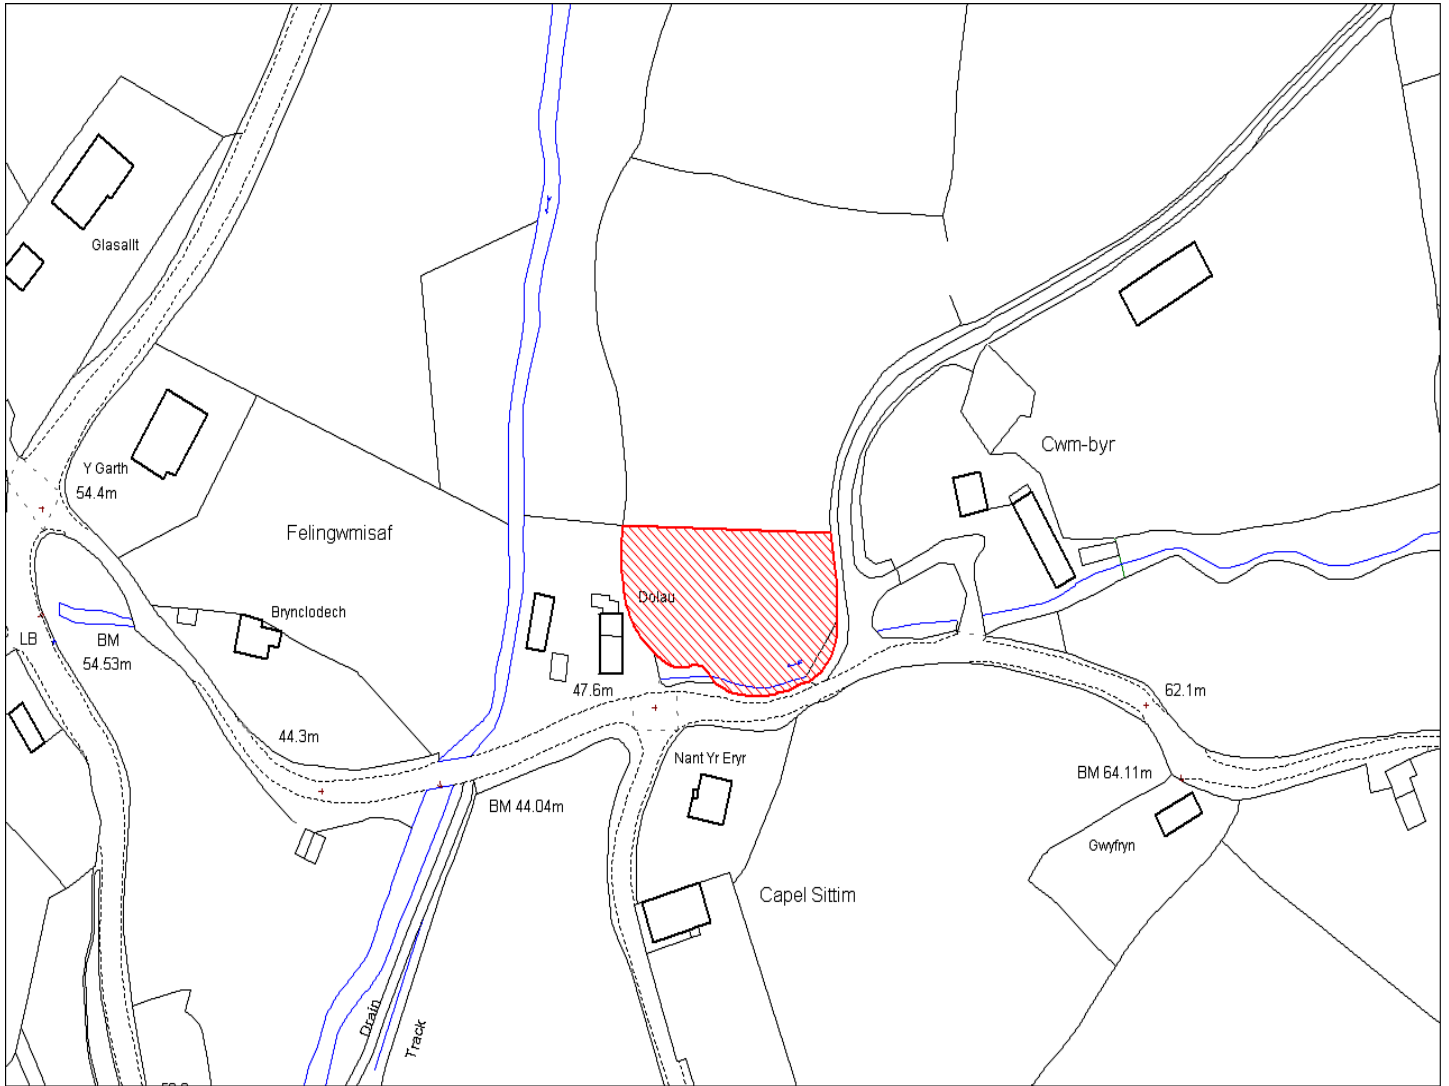 Glasallt
Cwm-byr
Y Garth
54.4m
Felingwmisaf
Dolau
Brynclodech
LB
BM
54.53m
47.6m
62.1m
44.3m
Nant Yr Eryr
BM 64.11m
BM 44.04m
Gwyfryn
Capel Sittim
Drain
Track